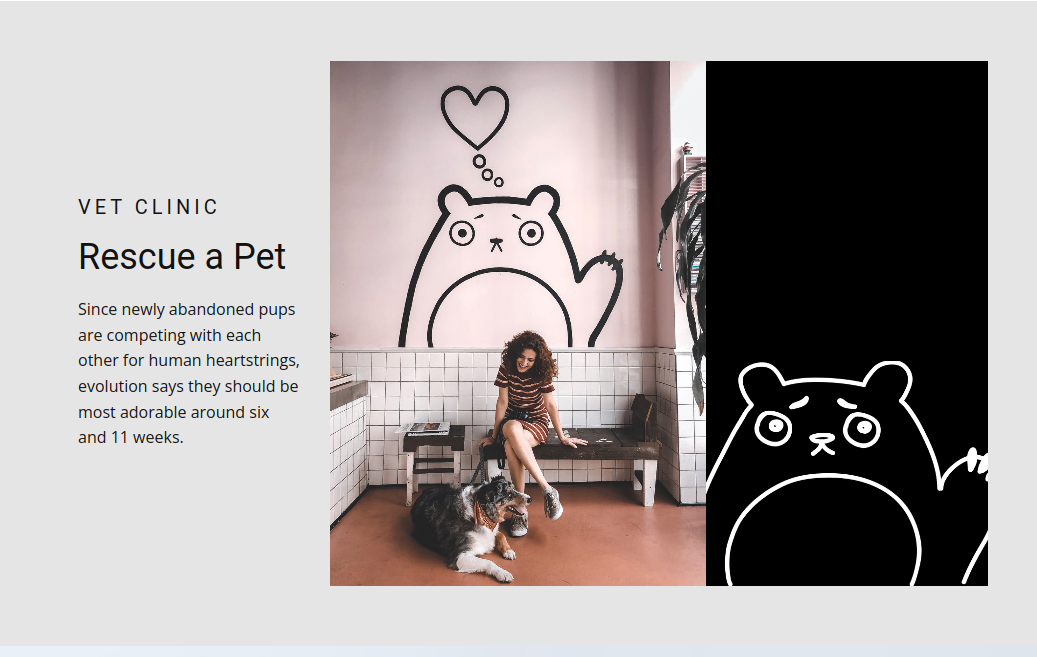 VET CLINIC
Rescue a Pet
Since newly abandoned pups
are competing with each
other for human heartstrings,
evolution says they should be
most adorable around six
and 11 weeks.